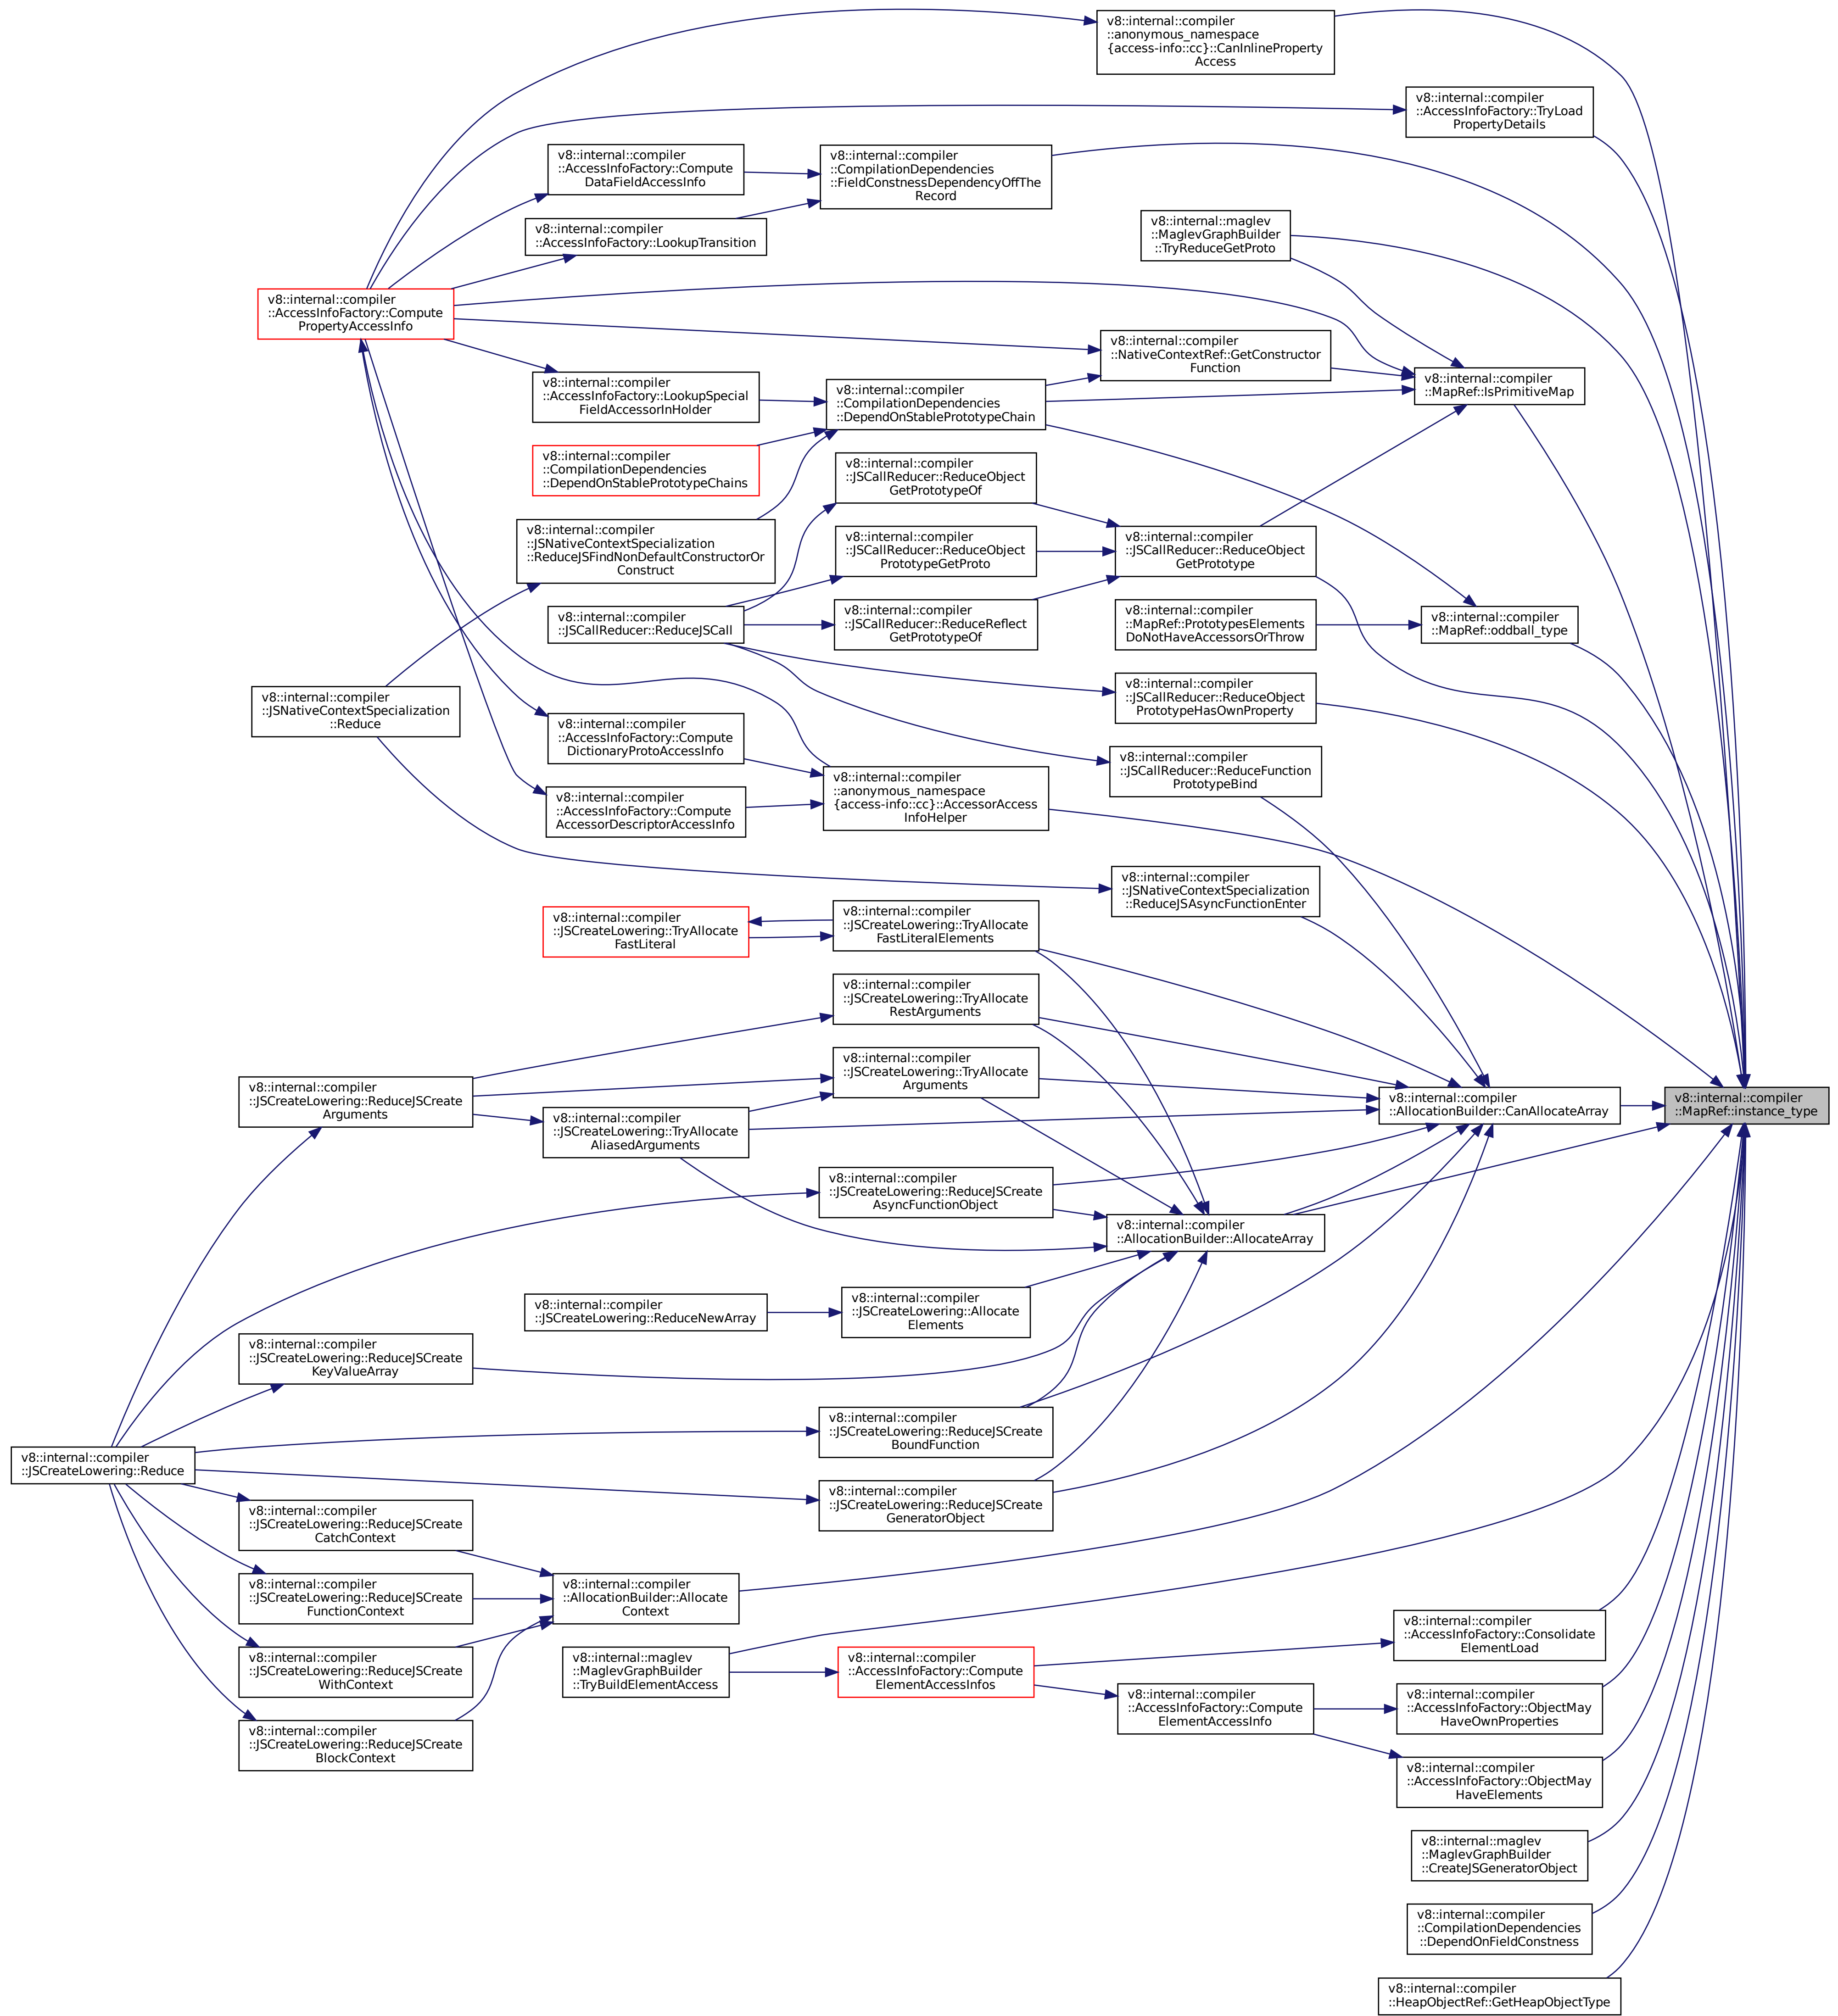 v8::internal::compiler
::anonymous_namespace
{access-info::cc}::CanInlineProperty
Access
v8::internal::compiler
::AccessInfoFactory::TryLoad
PropertyDetails
v8::internal::compiler
::AccessInfoFactory::Compute
DataFieldAccessInfo
v8::internal::compiler
::CompilationDependencies
::FieldConstnessDependencyOffThe
Record
v8::internal::compiler
::AccessInfoFactory::LookupTransition
v8::internal::maglev
::MaglevGraphBuilder
::TryReduceGetProto
v8::internal::compiler
::AccessInfoFactory::Compute
PropertyAccessInfo
v8::internal::compiler
::NativeContextRef::GetConstructor
Function
v8::internal::compiler
::MapRef::IsPrimitiveMap
v8::internal::compiler
::AccessInfoFactory::LookupSpecial
FieldAccessorInHolder
v8::internal::compiler
::CompilationDependencies
::DependOnStablePrototypeChain
v8::internal::compiler
::CompilationDependencies
::DependOnStablePrototypeChains
v8::internal::compiler
::JSCallReducer::ReduceObject
GetPrototypeOf
v8::internal::compiler
::JSNativeContextSpecialization
::ReduceJSFindNonDefaultConstructorOr
Construct
v8::internal::compiler
::JSCallReducer::ReduceObject
PrototypeGetProto
v8::internal::compiler
::JSCallReducer::ReduceObject
GetPrototype
v8::internal::compiler
::JSCallReducer::ReduceJSCall
v8::internal::compiler
::JSCallReducer::ReduceReflect
GetPrototypeOf
v8::internal::compiler
::MapRef::PrototypesElements
DoNotHaveAccessorsOrThrow
v8::internal::compiler
::MapRef::oddball_type
v8::internal::compiler
::JSNativeContextSpecialization
::Reduce
v8::internal::compiler
::JSCallReducer::ReduceObject
PrototypeHasOwnProperty
v8::internal::compiler
::AccessInfoFactory::Compute
DictionaryProtoAccessInfo
v8::internal::compiler
::JSCallReducer::ReduceFunction
PrototypeBind
v8::internal::compiler
::AccessInfoFactory::Compute
AccessorDescriptorAccessInfo
v8::internal::compiler
::anonymous_namespace
{access-info::cc}::AccessorAccess
InfoHelper
v8::internal::compiler
::JSNativeContextSpecialization
::ReduceJSAsyncFunctionEnter
v8::internal::compiler
::JSCreateLowering::TryAllocate
FastLiteral
v8::internal::compiler
::JSCreateLowering::TryAllocate
FastLiteralElements
v8::internal::compiler
::JSCreateLowering::TryAllocate
RestArguments
v8::internal::compiler
::JSCreateLowering::TryAllocate
Arguments
v8::internal::compiler
::JSCreateLowering::ReduceJSCreate
Arguments
v8::internal::compiler
::JSCreateLowering::TryAllocate
AliasedArguments
v8::internal::compiler
::AllocationBuilder::CanAllocateArray
v8::internal::compiler
::MapRef::instance_type
v8::internal::compiler
::JSCreateLowering::ReduceJSCreate
AsyncFunctionObject
v8::internal::compiler
::AllocationBuilder::AllocateArray
v8::internal::compiler
::JSCreateLowering::ReduceNewArray
v8::internal::compiler
::JSCreateLowering::Allocate
Elements
v8::internal::compiler
::JSCreateLowering::ReduceJSCreate
KeyValueArray
v8::internal::compiler
::JSCreateLowering::ReduceJSCreate
BoundFunction
v8::internal::compiler
::JSCreateLowering::Reduce
v8::internal::compiler
::JSCreateLowering::ReduceJSCreate
GeneratorObject
v8::internal::compiler
::JSCreateLowering::ReduceJSCreate
CatchContext
v8::internal::compiler
::JSCreateLowering::ReduceJSCreate
FunctionContext
v8::internal::compiler
::AllocationBuilder::Allocate
Context
v8::internal::compiler
::JSCreateLowering::ReduceJSCreate
WithContext
v8::internal::maglev
::MaglevGraphBuilder
::TryBuildElementAccess
v8::internal::compiler
::AccessInfoFactory::Compute
ElementAccessInfos
v8::internal::compiler
::AccessInfoFactory::Consolidate
ElementLoad
v8::internal::compiler
::AccessInfoFactory::Compute
ElementAccessInfo
v8::internal::compiler
::AccessInfoFactory::ObjectMay
HaveOwnProperties
v8::internal::compiler
::JSCreateLowering::ReduceJSCreate
BlockContext
v8::internal::compiler
::AccessInfoFactory::ObjectMay
HaveElements
v8::internal::maglev
::MaglevGraphBuilder
::CreateJSGeneratorObject
v8::internal::compiler
::CompilationDependencies
::DependOnFieldConstness
v8::internal::compiler
::HeapObjectRef::GetHeapObjectType